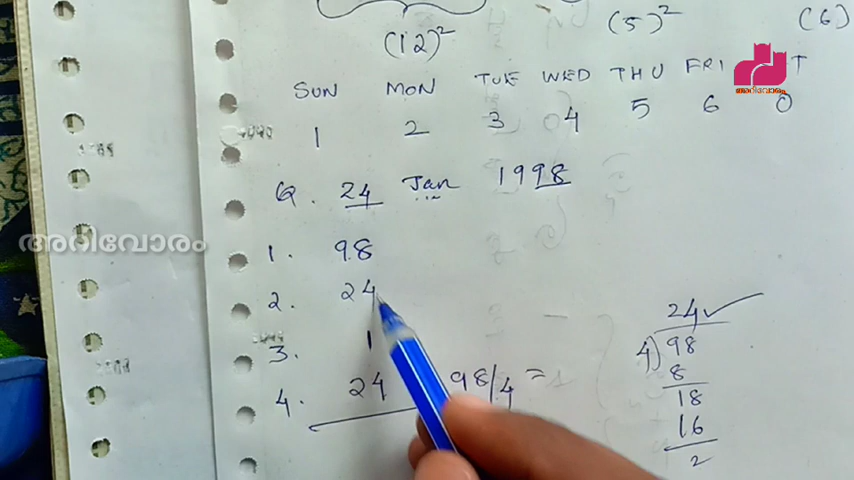 (12)² (5)² (6)
SUN MON TUE WED THU FRI T
1 2 3 4 5 6 0
അറിവോരം
Q. 24 Jan 1998
അറിവോരം
1. 98
2. 24
3. 1
4. 24 98/4 =
24 ✓
4) 98
8
18
16
2